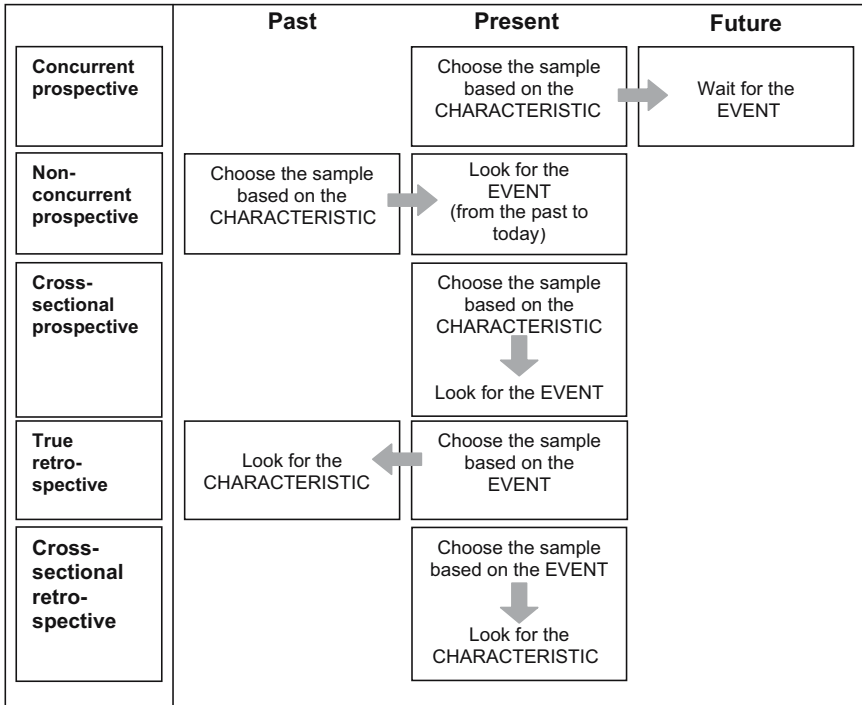 Past
Present
Future
Concurrent
prospective
Choose the sample
based on the
CHARACTERISTIC
Wait for the
EVENT
Non-
concurrent
prospective
Choose the sample
based on the
CHARACTERISTIC
Look for the
EVENT
(from the past to
today)
Cross-
sectional
prospective
Choose the sample
based on the
CHARACTERISTIC
Look for the EVENT
True
retro-
spective
Look for the
CHARACTERISTIC
Choose the sample
based on the
EVENT
Cross-
sectional
retro-
spective
Choose the sample
based on the EVENT
Look for the
CHARACTERISTIC